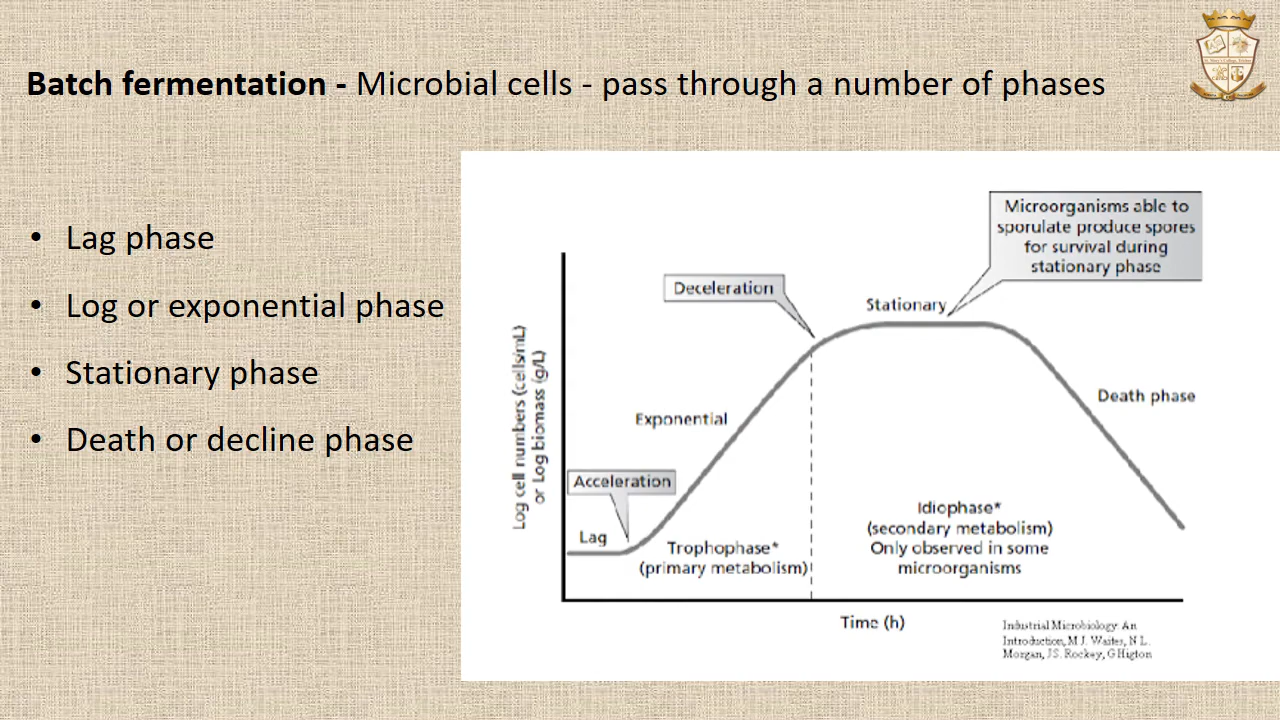 Batch fermentation - Microbial cells - pass through a number of phases
• Lag phase
• Log or exponential phase
• Stationary phase
• Death or decline phase
Microorganisms able to
sporulate produce spores
for survival during
stationary phase
Deceleration
Stationary
Log cell numbers (cells/mL)
or Log biomass (g/L)
Exponential
Death phase
Acceleration
Lag
Trophophase*
(primary metabolism)
Idiophase*
(secondary metabolism)
Only observed in some
microorganisms
Time (h)
Industrial Microbiology: An
Introduction, M.J. Waites, N.L.
Morgan, J.S. Rockey, G Higton